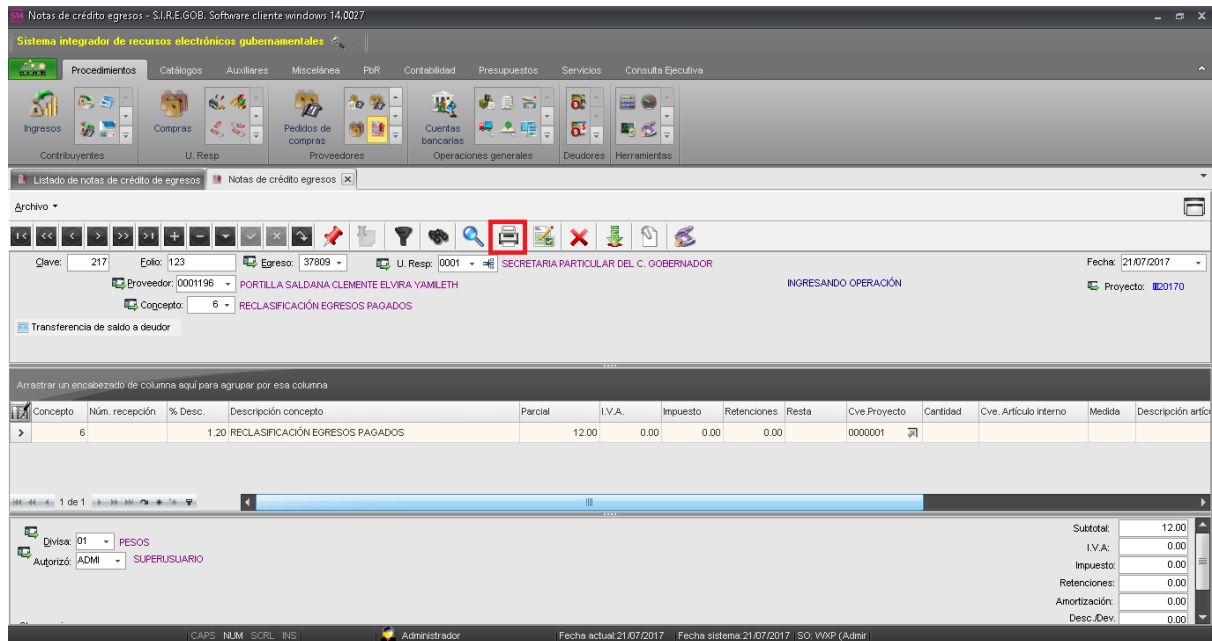 Notas de crédito egresos - S.I.R.E.GOB. Software cliente windows 14.0027
Sistema integrador de recursos electrónicos gubernamentales
Procedimientos Catálogos Auxiliares Miscelánea PbR Contabilidad Presupuestos Servicios Consulta Ejecutiva
Ingresos Compras Pedidos de compras Cuentas bancarias
Contribuyentes U. Resp Proveedores Operaciones generales Deudores Herramientas
Listado de notas de crédito de egresos Notas de crédito egresos
Archivo
Clave: 217 Folio: 123 Egreso: 37809 U. Resp: 0001 SECRETARIA PARTICULAR DEL C. GOBERNADOR Fecha: 21/07/2017
Proveedor: 0001196 PORTILLA SALDANA CLEMENTE ELVIRA YAMILETH INGRESANDO OPERACIÓN Proyecto: 20170
Concepto: 6 RECLASIFICACIÓN EGRESOS PAGADOS
Transferencia de saldo a deudor
Arrastrar un encabezado de columna aquí para agrupar por esa columna
Concepto Núm. recepción % Desc. Descripción concepto Parcial I.V.A. Impuesto Retenciones Resta Cve.Proyecto Cantidad Cve. Artículo interno Medida Descripción artíc
6 1.20 RECLASIFICACIÓN EGRESOS PAGADOS 12.00 0.00 0.00 0.00 0000001
1 de 1
Divisa: 01 PESOS
Autorizó: ADMI SUPERUSUARIO
Subtotal: 12.00
I.V.A: 0.00
Impuesto: 0.00
Retenciones: 0.00
Amortización: 0.00
Desc./Dev. 0.00
CAPS NUM SCRL INS Administrador Fecha actual:21/07/2017 Fecha sistema:21/07/2017 SO: WXP (Admir